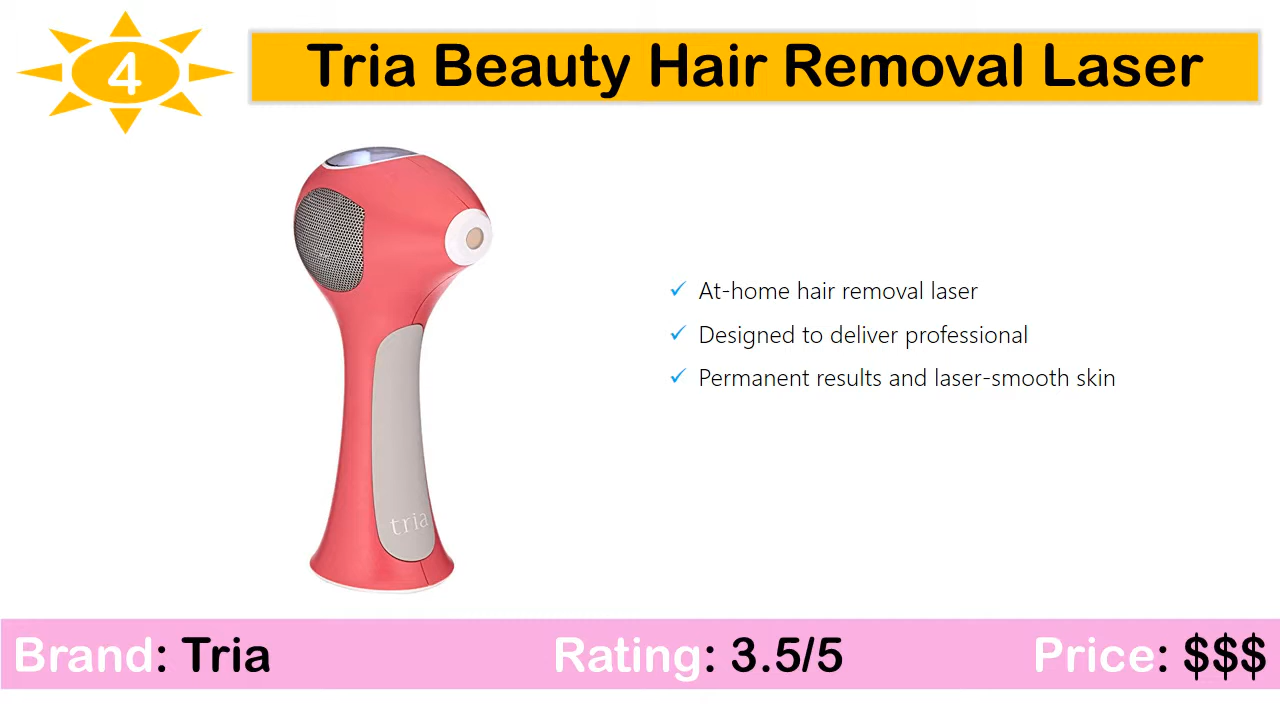 4
Tria Beauty Hair Removal Laser
At-home hair removal laser
Designed to deliver professional
Permanent results and laser-smooth skin
tria
Brand: Tria Rating: 3.5/5 Price: $$$